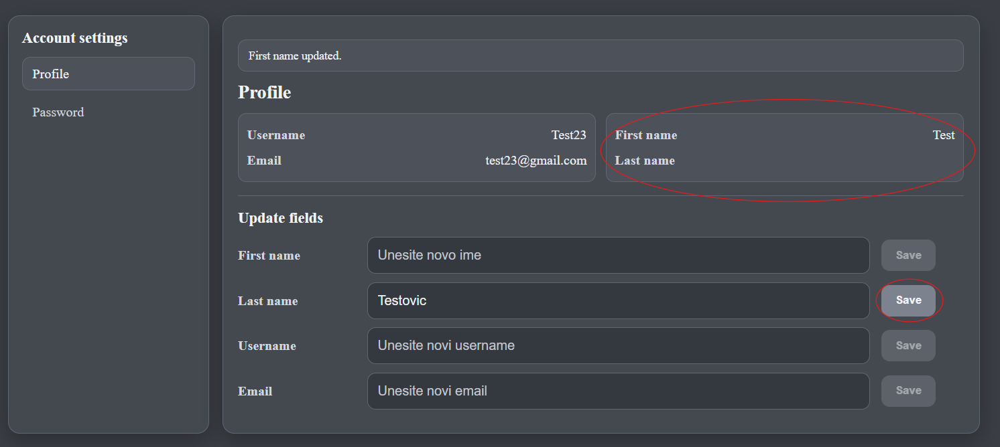 Account settings
Profile
Password
First name updated.
Profile
Username Test23
Email test23@gmail.com
First name Test
Last name
Update fields
First name Unesite novo ime Save
Last name Testovic Save
Username Unesite novi username Save
Email Unesite novi email Save